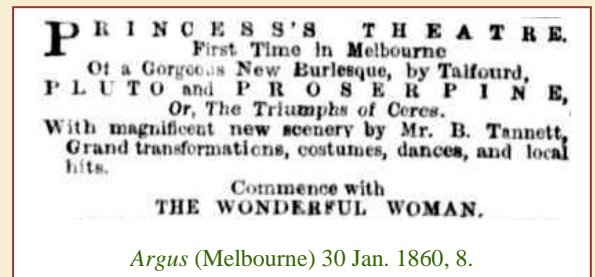 PRINCESS'S THEATRE.
First Time in Melbourne
Of a Gorgeous New Burlesque, by Talfourd,
PLUTO and PROSERPINE,
Or, The Triumphs of Ceres.
With magnificent new scenery by Mr. B. Tannett,
Grand transformations, costumes, dances, and local
hits.
Commence with
THE WONDERFUL WOMAN.
Argus (Melbourne) 30 Jan. 1860, 8.